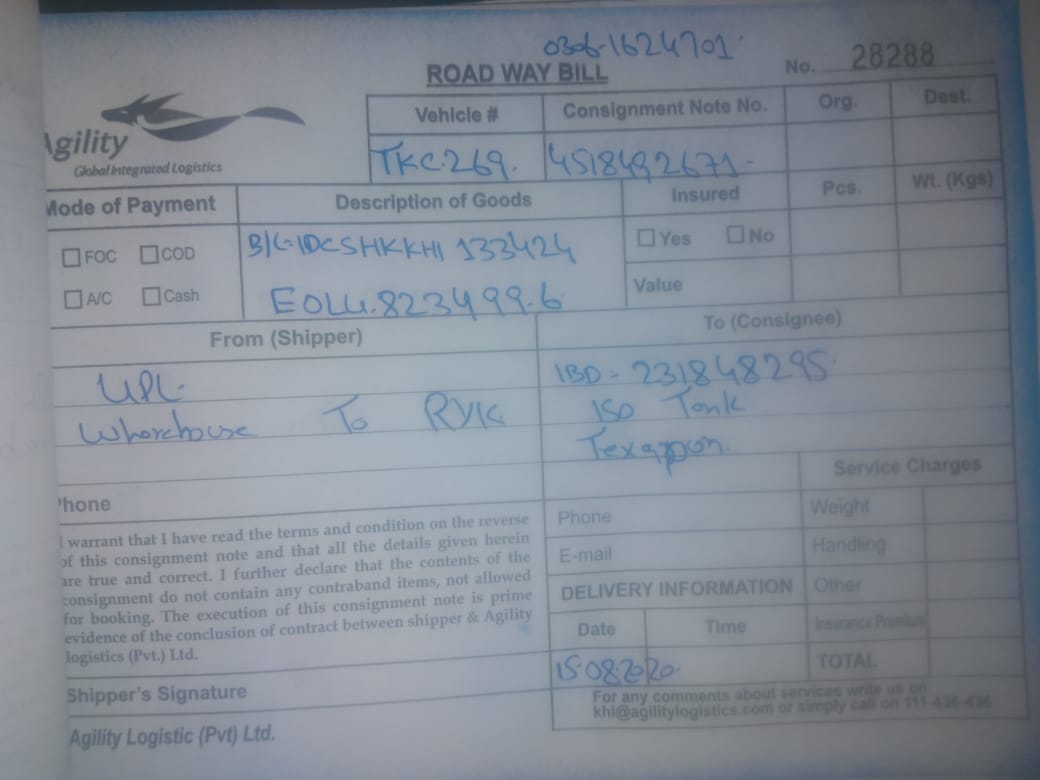 0306-1624701
ROAD WAY BILL
No. 28288
Agility
Global Integrated Logistics
Vehicle # Consignment Note No. Org. Dest.
TKC.269. 4518492671-
Mode of Payment Description of Goods Insured Pcs. Wt. (Kgs)
FOC COD B/L=IDCSHKKHI 133424 Yes No
A/C Cash EOLU.823499.6 Value
From (Shipper) To (Consignee)
UPL. IBD - 231848295.
Wharehouse To RYK ISO Tank
Texappon.
Service Charges
Phone Phone Weight
I warrant that I have read the terms and condition on the reverse
of this consignment note and that all the details given herein
are true and correct. I further declare that the contents of the
consignment do not contain any contraband items, not allowed
for booking. The execution of this consignment note is prime
evidence of the conclusion of contract between shipper & Agility
logistics (Pvt.) Ltd.
E-mail Handling
DELIVERY INFORMATION Other
Date Time Insurance Premium
15.08.2020. TOTAL
Shipper's Signature
For any comments about services write us on
khi@agilitylogistics.com or simply call on 111-436-436
Agility Logistic (Pvt) Ltd.